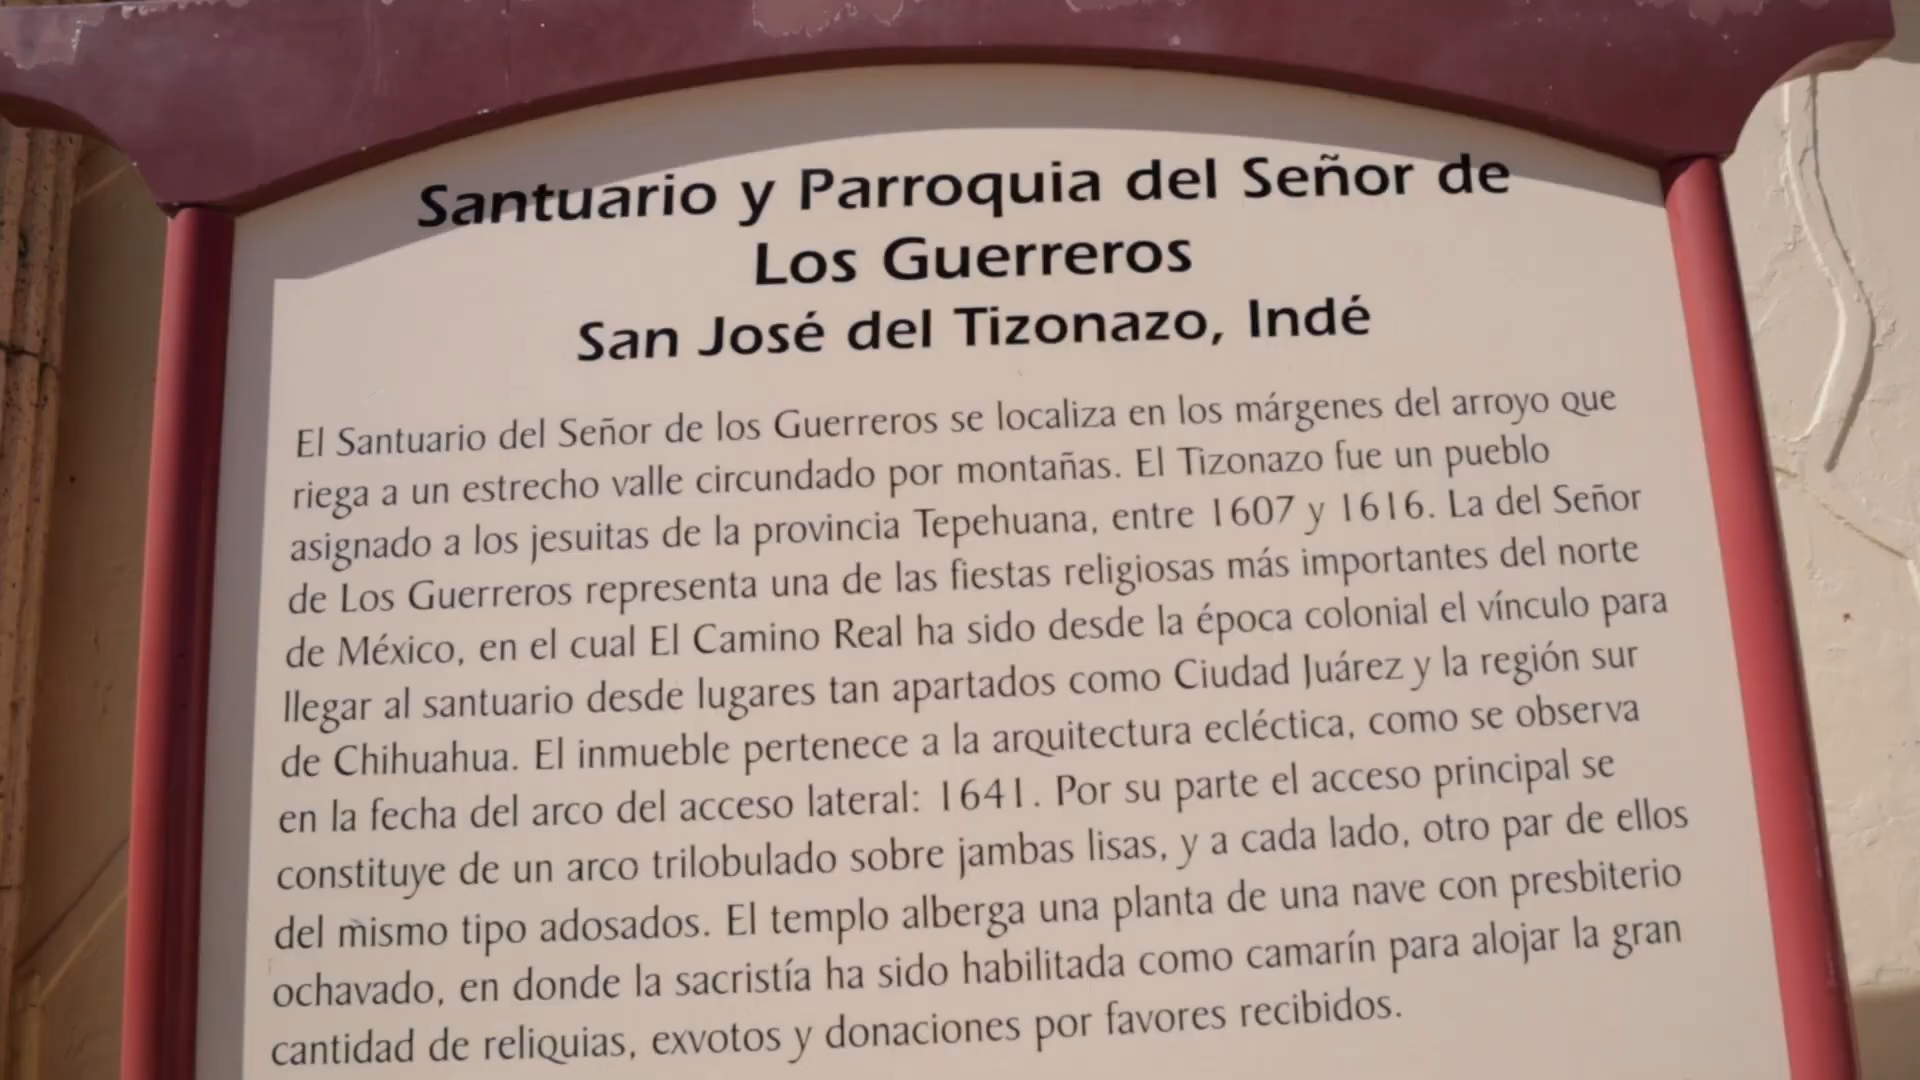 Santuario y Parroquia del Señor de
Los Guerreros
San José del Tizonazo, Indé
El Santuario del Señor de los Guerreros se localiza en los márgenes del arroyo que
riega a un estrecho valle circundado por montañas. El Tizonazo fue un pueblo
asignado a los jesuitas de la provincia Tepehuana, entre 1607 y 1616. La del Señor
de Los Guerreros representa una de las fiestas religiosas más importantes del norte
de México, en el cual El Camino Real ha sido desde la época colonial el vínculo para
llegar al santuario desde lugares tan apartados como Ciudad Juárez y la región sur
de Chihuahua. El inmueble pertenece a la arquitectura ecléctica, como se observa
en la fecha del arco del acceso lateral: 1641. Por su parte el acceso principal se
constituye de un arco trilobulado sobre jambas lisas, y a cada lado, otro par de ellos
del mismo tipo adosados. El templo alberga una planta de una nave con presbiterio
ochavado, en donde la sacristía ha sido habilitada como camarín para alojar la gran
cantidad de reliquias, exvotos y donaciones por favores recibidos.